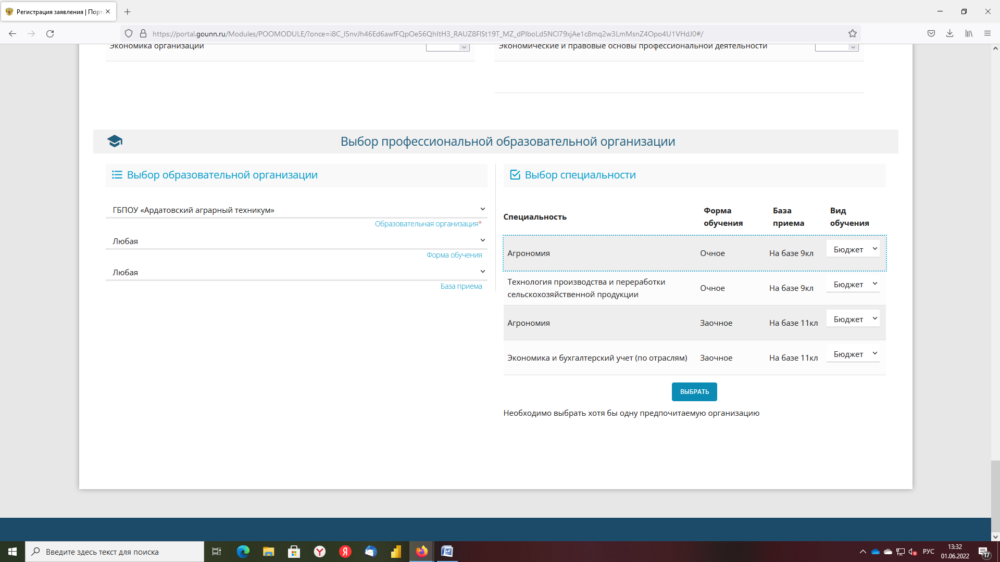 Регистрация заявления | Порт
https://portal.gounn.ru/Modules/POOMODULE/?once=i8C_l5nvJh46Ed6awfFQpOe56QhItH3_RAUZ8FlSt19T_MZ_dPIboLd5NCl79xjAe1c8mq2w3LmMsnZ4Opo4U1VHdJ0#/
Экономика организации
Экономические и правовые основы профессиональной деятельности
Выбор профессиональной образовательной организации
Выбор образовательной организации
ГБПОУ «Ардатовский аграрный техникум»
Образовательная организация*
Любая
Форма обучения
Любая
База приема
Выбор специальности
Специальность Форма обучения База приема Вид обучения
Агрономия Очное На базе 9кл Бюджет
Технология производства и переработки
сельскохозяйственной продукции Очное На базе 9кл Бюджет
Агрономия Заочное На базе 11кл Бюджет
Экономика и бухгалтерский учет (по отраслям) Заочное На базе 11кл Бюджет
ВЫБРАТЬ
Необходимо выбрать хотя бы одну предпочитаемую организацию
Введите здесь текст для поиска
РУС
13:32
01.06.2022
17